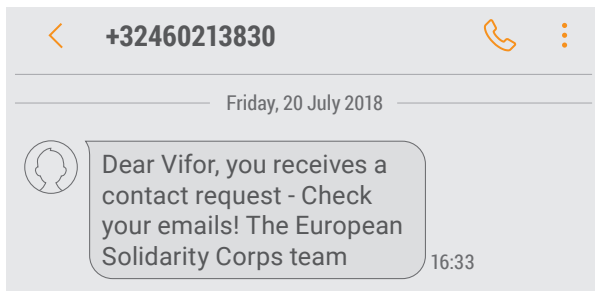 +32460213830
Friday, 20 July 2018
Dear Vifor, you receives a
contact request - Check
your emails! The European
Solidarity Corps team
16:33